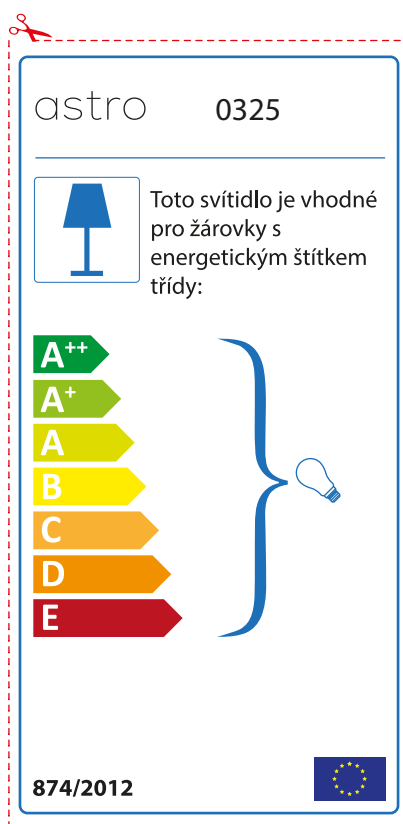 astro 0325
Toto svítidlo je vhodné
pro žárovky s
energetickým štítkem
třídy:
A++
A+
A
B
C
D
E
874/2012